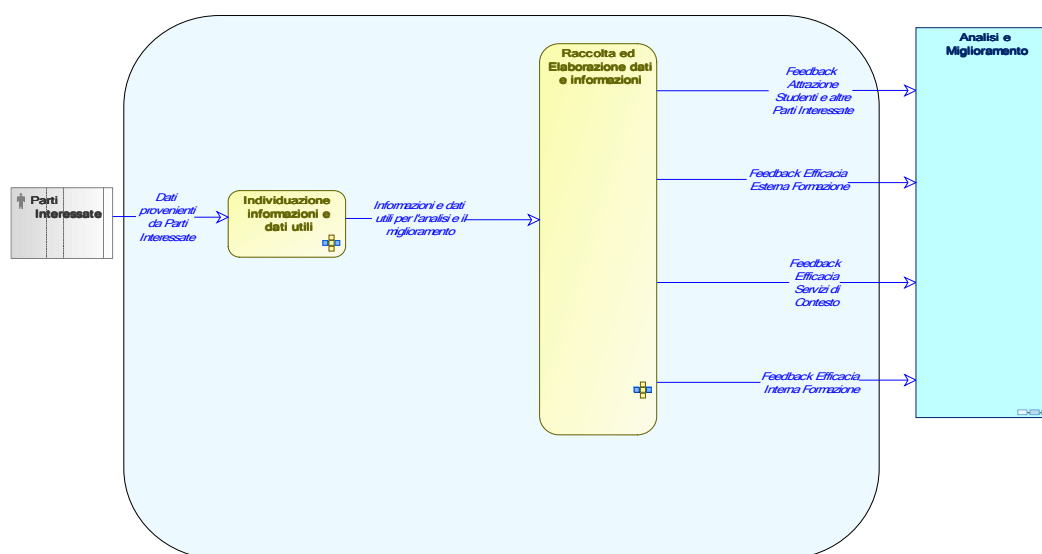 Parti
Interessate
Dati
provenienti
da Parti
Interessate
Individuazione
informazioni e
dati utili
Informazioni e dati
utili per l'analisi e il
miglioramento
Raccolta ed
Elaborazione dati
e informazioni
Feedback
Attrazione
Studenti e altre
Parti Interessate
Feedback Efficacia
Esterna Formazione
Feedback
Efficacia
Servizi di
Contesto
Feedback Efficacia
Interna Formazione
Analisi e
Miglioramento